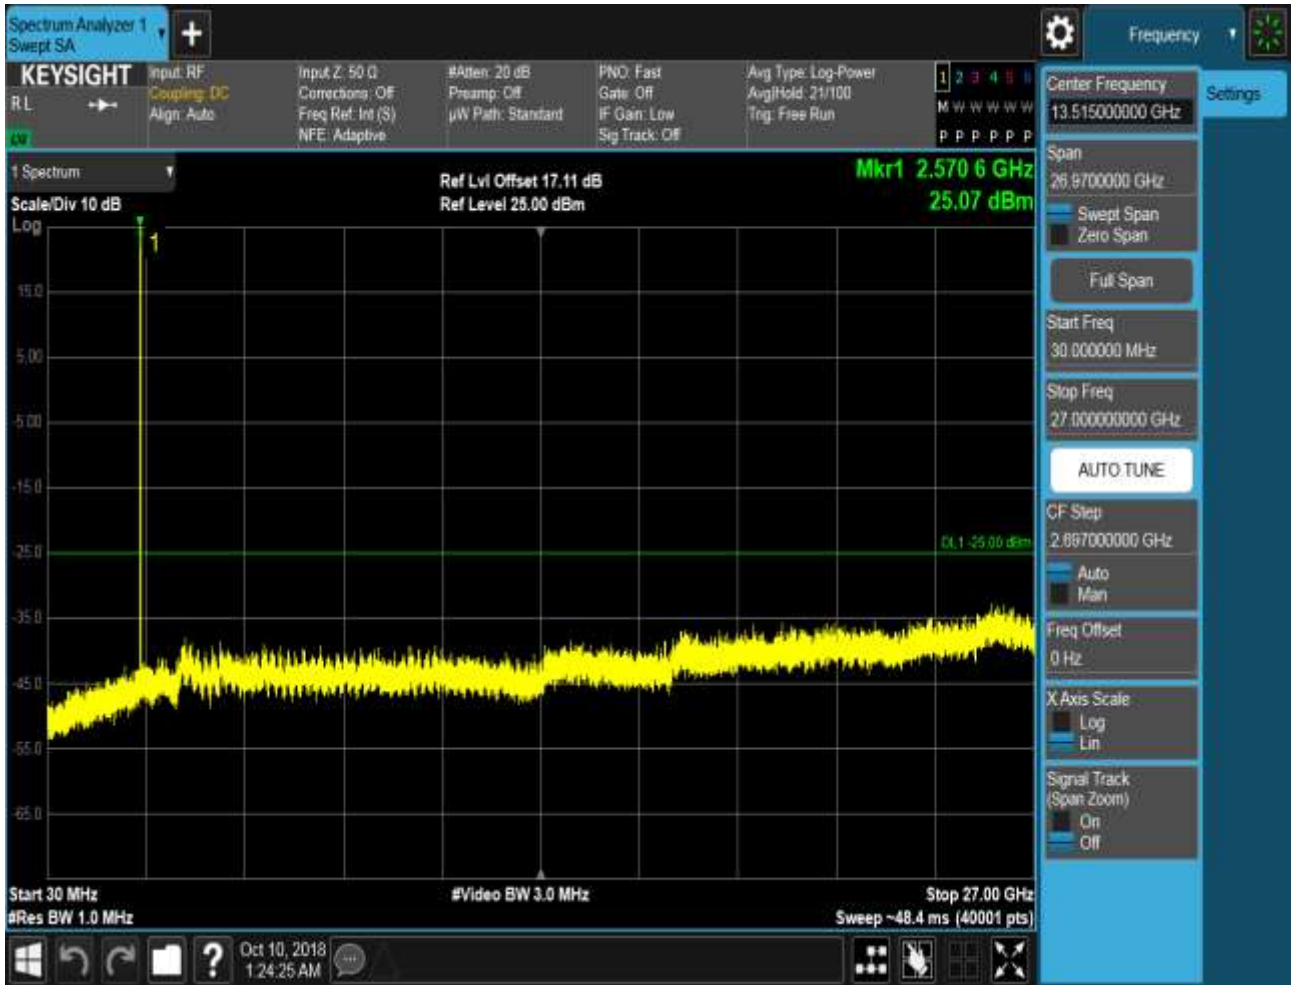 Spectrum Analyzer 1
Swept SA
+
Frequency
KEYSIGHT
RL
Input: RF
Coupling: DC
Align: Auto
Input Z: 50 Ω
Corrections: Off
Freq Ref: Int (S)
NFE: Adaptive
#Atten: 20 dB
Preamp: Off
µW Path: Standard
PNO: Fast
Gate: Off
IF Gain: Low
Sig Track: Off
Avg Type: Log-Power
Avg|Hold: 21/100
Trig: Free Run
1 2 3 4 5 6
M W W W W W
P P P P P P
1 Spectrum
Scale/Div 10 dB
Log
Ref Lvl Offset 17.11 dB
Ref Level 25.00 dBm
Mkr1 2.570 6 GHz
25.07 dBm
1
15.0
5.00
-5.00
-15.0
-25.0
-35.0
-45.0
-55.0
-65.0
DL1 -25.00 dBm
Start 30 MHz
#Res BW 1.0 MHz
#Video BW 3.0 MHz
Stop 27.00 GHz
Sweep ~48.4 ms (40001 pts)
Center Frequency
13.515000000 GHz
Settings
Span
26.9700000 GHz
Swept Span
Zero Span
Full Span
Start Freq
30.000000 MHz
Stop Freq
27.000000000 GHz
AUTO TUNE
CF Step
2.697000000 GHz
Auto
Man
Freq Offset
0 Hz
X Axis Scale
Log
Lin
Signal Track
(Span Zoom)
On
Off
?
Oct 10, 2018
1:24:25 AM